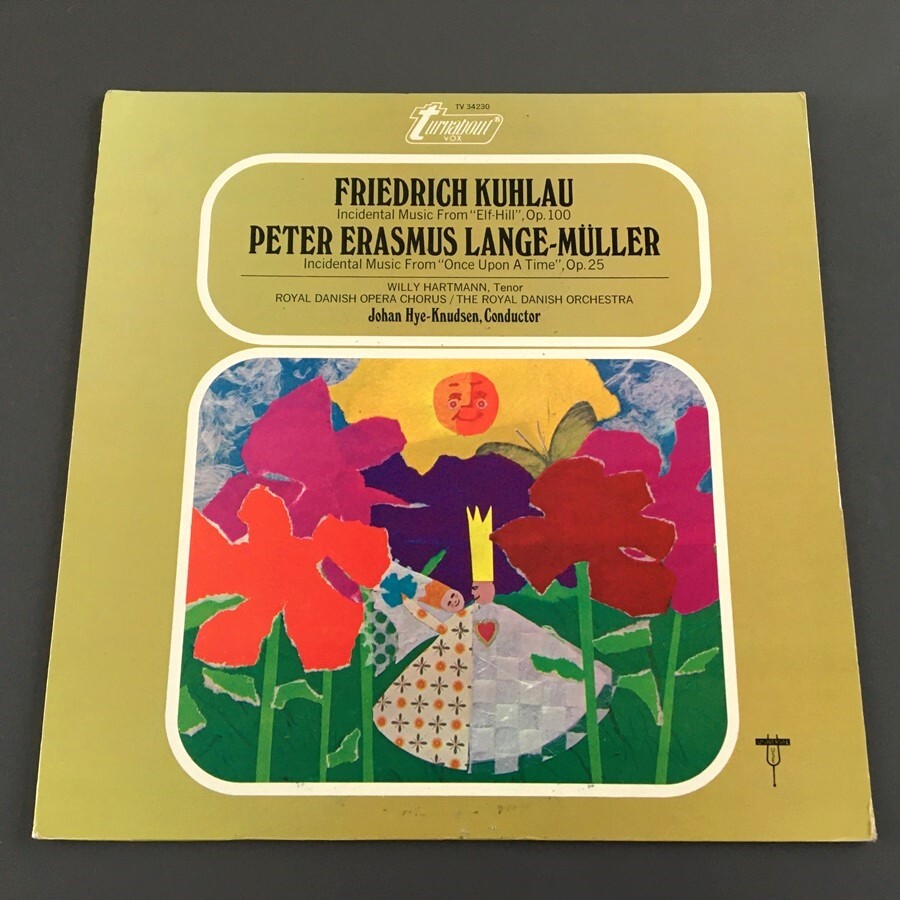 TV 34230
turnabout®
VOX
FRIEDRICH KUHLAU
Incidental Music From "Elf-Hill", Op. 100
PETER ERASMUS LANGE-MÜLLER
Incidental Music From "Once Upon A Time", Op. 25
WILLY HARTMANN, Tenor
ROYAL DANISH OPERA CHORUS / THE ROYAL DANISH ORCHESTRA
Johan Hye-Knudsen, Conductor